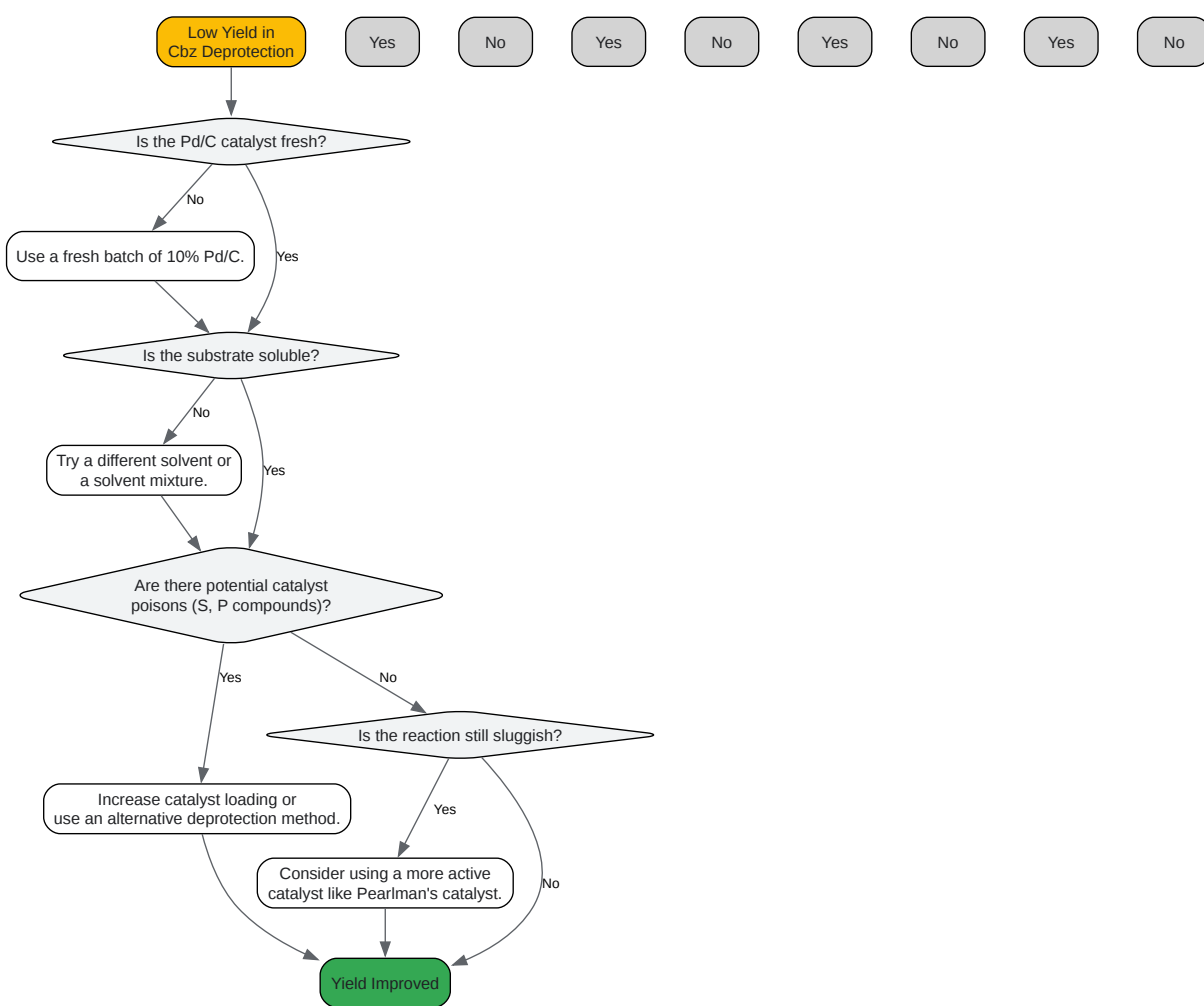 Low Yield in
Cbz Deprotection
Yes
No
Yes
No
Yes
No
Yes
No
Is the Pd/C catalyst fresh?
No
Use a fresh batch of 10% Pd/C.
Yes
Is the substrate soluble?
No
Try a different solvent or
a solvent mixture.
Yes
Are there potential catalyst
poisons (S, P compounds)?
Yes
No
Is the reaction still sluggish?
Increase catalyst loading or
use an alternative deprotection method.
Yes
Consider using a more active
catalyst like Pearlman's catalyst.
No
Yield Improved